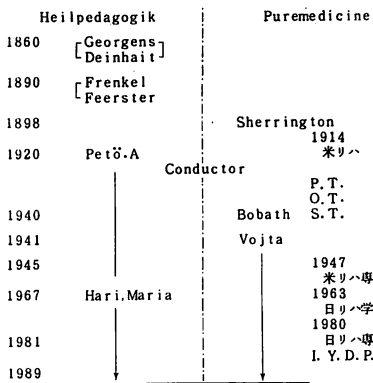 Heilpedagogik Puremedicine
1860 Georgens
Deinhait
1890 Frenkel
Feerster
1898 Sherrington
1914
1920 Petö.A 米リハ
Conductor
P.T.
O.T.
1940 Bobath S.T.
1941 Vojta
1945 1947
米リハ専
1967 Hari,Maria 1963
日リハ学
1980
1981 日リハ専
I.Y.D.P.
1989